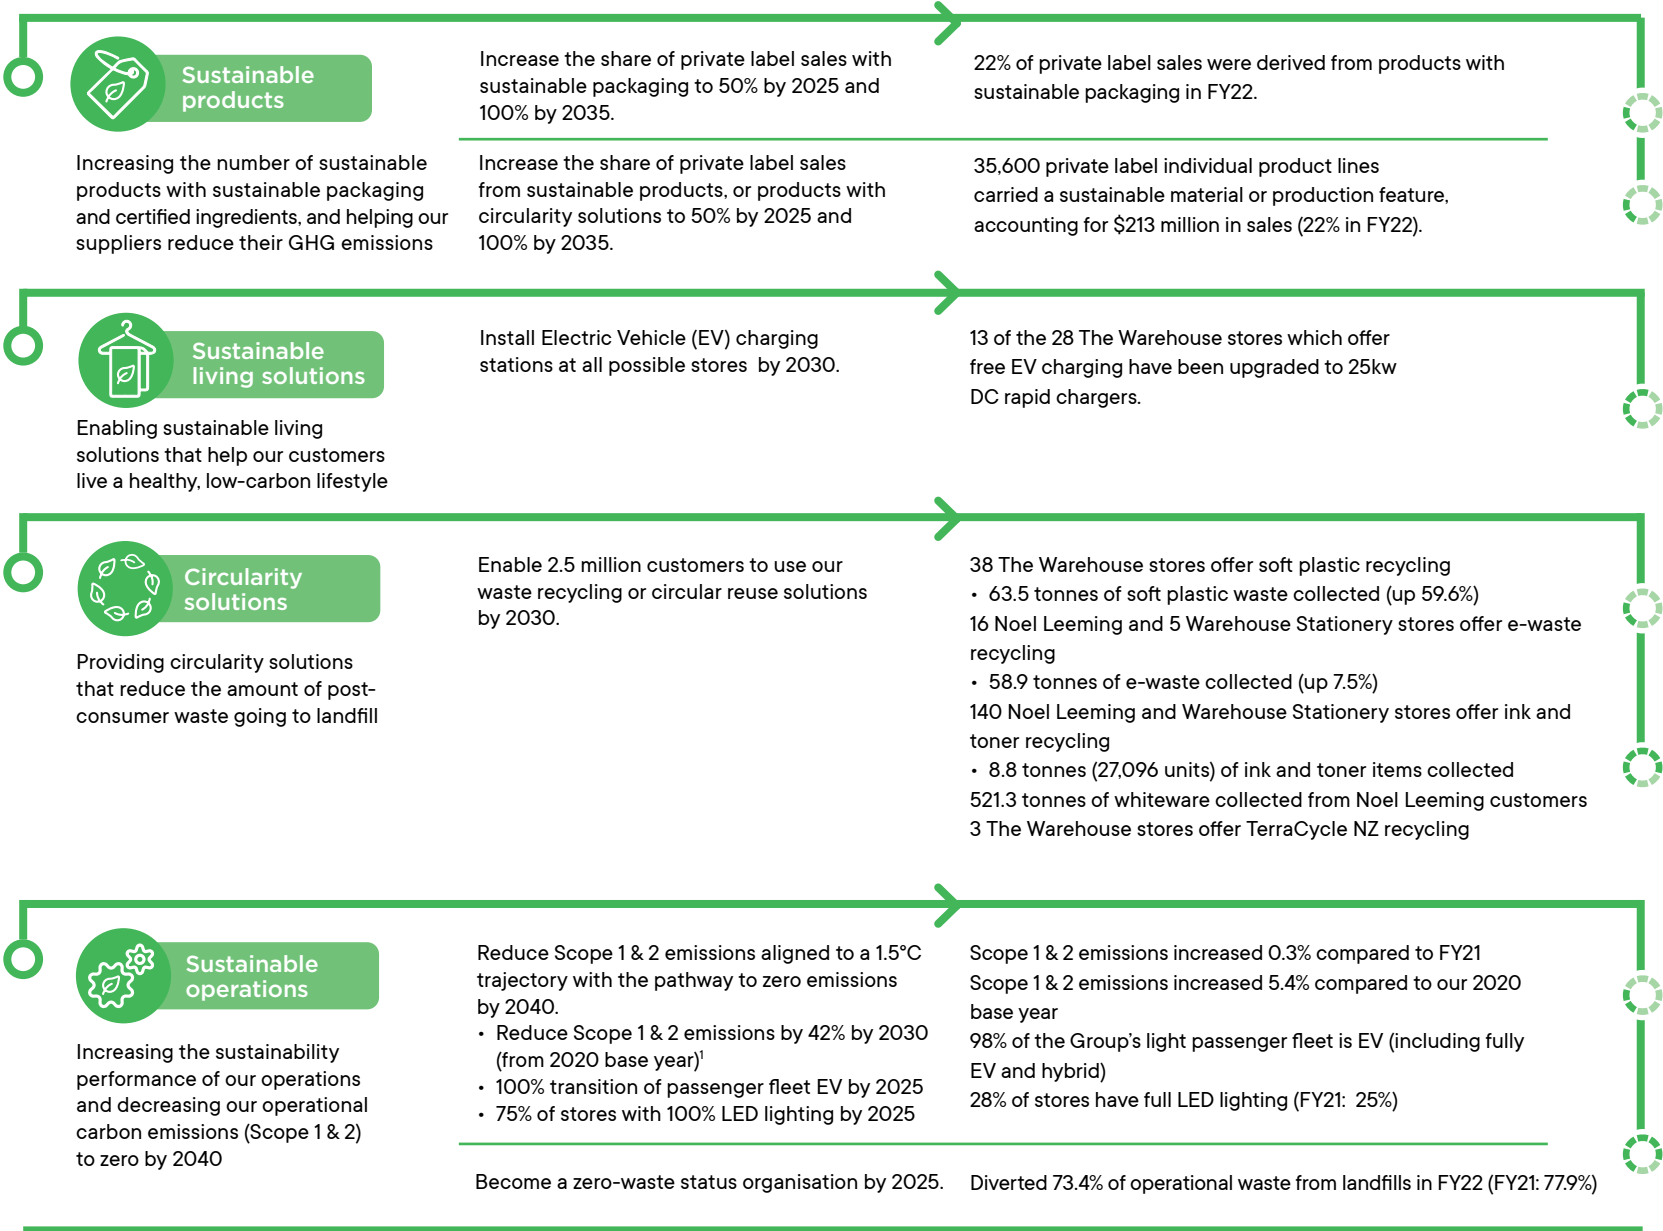 Sustainable
products
Increasing the number of sustainable
products with sustainable packaging
and certified ingredients, and helping our
suppliers reduce their GHG emissions
Increase the share of private label sales with
sustainable packaging to 50% by 2025 and
100% by 2035.
22% of private label sales were derived from products with
sustainable packaging in FY22.
Increase the share of private label sales
from sustainable products, or products with
circularity solutions to 50% by 2025 and
100% by 2035.
35,600 private label individual product lines
carried a sustainable material or production feature,
accounting for $213 million in sales (22% in FY22).
Sustainable
living solutions
Enabling sustainable living
solutions that help our customers
live a healthy, low-carbon lifestyle
Install Electric Vehicle (EV) charging
stations at all possible stores by 2030.
13 of the 28 The Warehouse stores which offer
free EV charging have been upgraded to 25kw
DC rapid chargers.
Circularity
solutions
Providing circularity solutions
that reduce the amount of post-
consumer waste going to landfill
Enable 2.5 million customers to use our
waste recycling or circular reuse solutions
by 2030.
38 The Warehouse stores offer soft plastic recycling
• 63.5 tonnes of soft plastic waste collected (up 59.6%)
16 Noel Leeming and 5 Warehouse Stationery stores offer e-waste
recycling
• 58.9 tonnes of e-waste collected (up 7.5%)
140 Noel Leeming and Warehouse Stationery stores offer ink and
toner recycling
• 8.8 tonnes (27,096 units) of ink and toner items collected
521.3 tonnes of whiteware collected from Noel Leeming customers
3 The Warehouse stores offer TerraCycle NZ recycling
Sustainable
operations
Increasing the sustainability
performance of our operations
and decreasing our operational
carbon emissions (Scope 1 & 2)
to zero by 2040
Reduce Scope 1 & 2 emissions aligned to a 1.5°C
trajectory with the pathway to zero emissions
by 2040.
• Reduce Scope 1 & 2 emissions by 42% by 2030
(from 2020 base year)¹
• 100% transition of passenger fleet EV by 2025
• 75% of stores with 100% LED lighting by 2025
Scope 1 & 2 emissions increased 0.3% compared to FY21
Scope 1 & 2 emissions increased 5.4% compared to our 2020
base year
98% of the Group's light passenger fleet is EV (including fully
EV and hybrid)
28% of stores have full LED lighting (FY21: 25%)
Become a zero-waste status organisation by 2025.
Diverted 73.4% of operational waste from landfills in FY22 (FY21: 77.9%)